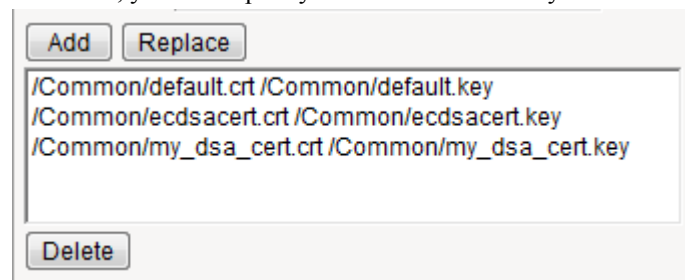 Add Replace
/Common/default.crt /Common/default.key
/Common/ecdsacert.crt /Common/ecdsacert.key
/Common/my_dsa_cert.crt /Common/my_dsa_cert.key
Delete